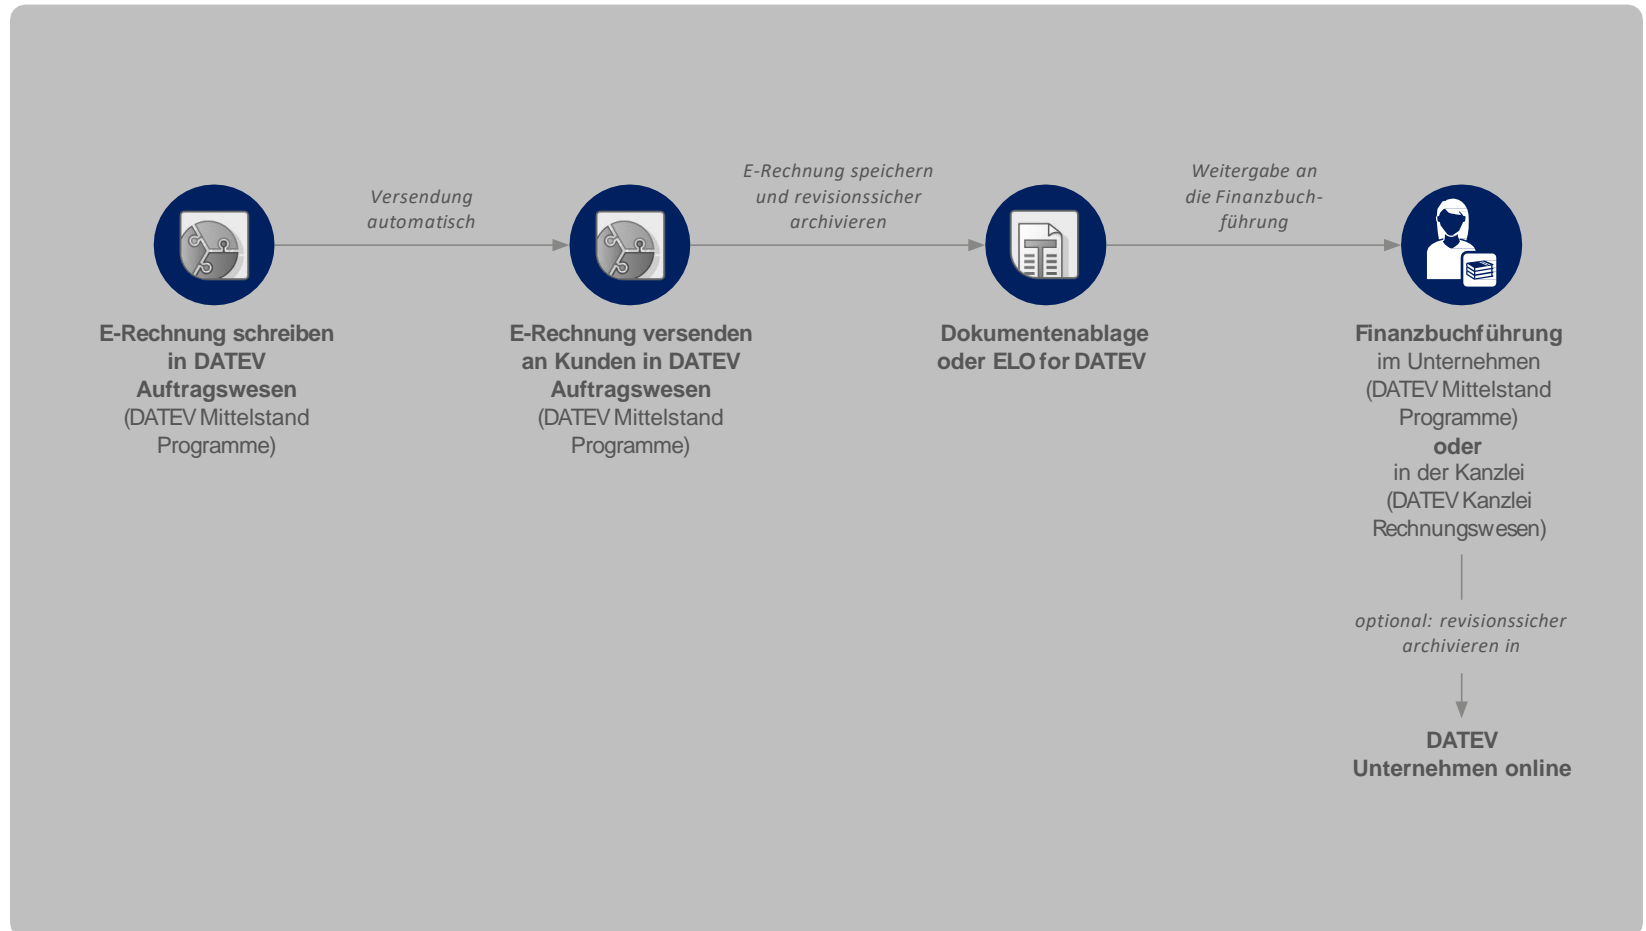 Versendung
automatisch
E-Rechnung speichern
und revisionssicher
archivieren
Weitergabe an
die Finanzbuch-
führung
E-Rechnung schreiben
in DATEV
Auftragswesen
(DATEV Mittelstand
Programme)
E-Rechnung versenden
an Kunden in DATEV
Auftragswesen
(DATEV Mittelstand
Programme)
Dokumentenablage
oder ELO for DATEV
Finanzbuchführung
im Unternehmen
(DATEV Mittelstand
Programme)
oder
in der Kanzlei
(DATEV Kanzlei
Rechnungswesen)
optional: revisionssicher
archivieren in
DATEV
Unternehmen online